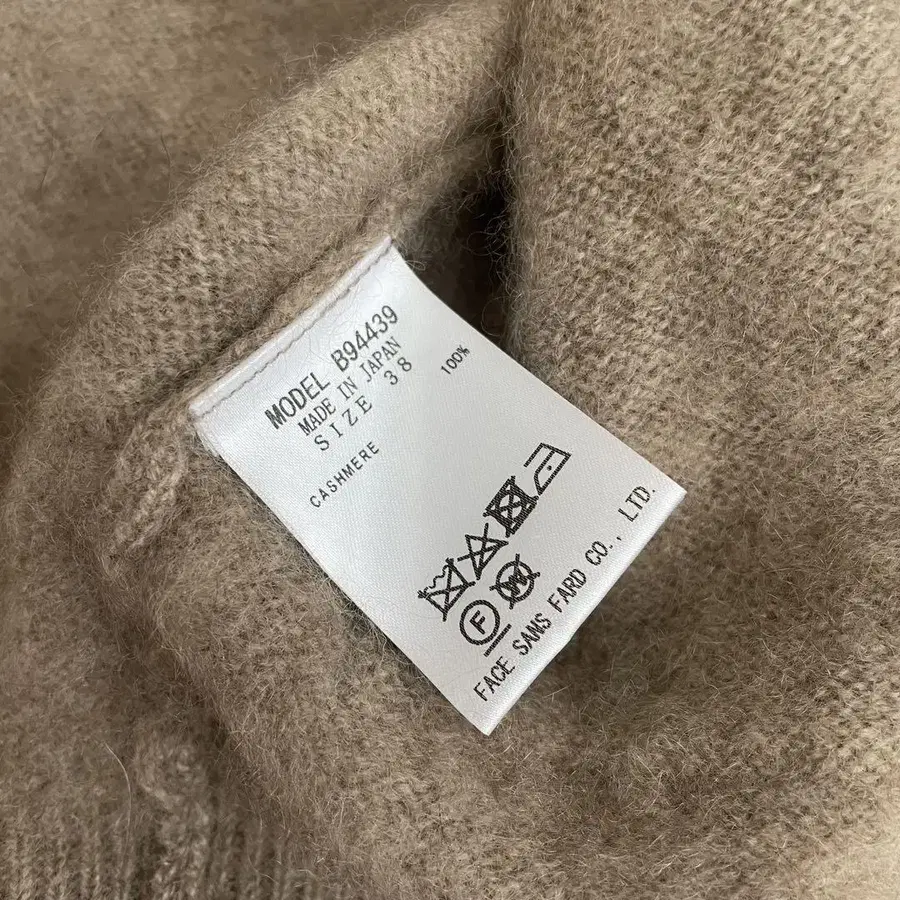 MODEL B94439
MADE IN JAPAN
SIZE 38
CASHMERE 100%
F W
FACE SANS FARD CO., LTD.